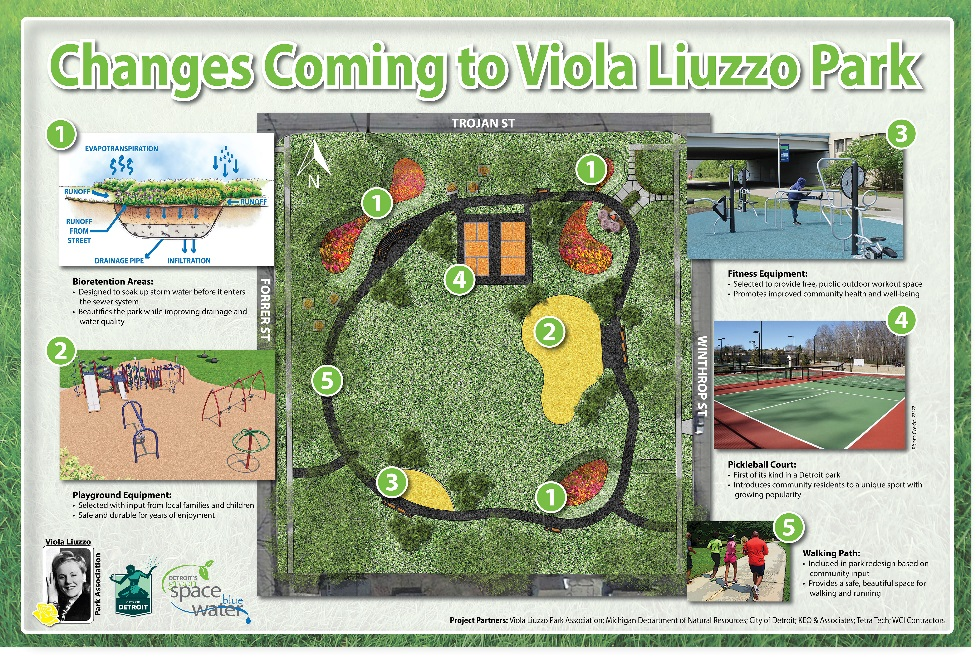 Changes Coming to Viola Liuzzo Park
1
EVAPOTRANSPIRATION
RUNOFF
RUNOFF
RUNOFF
FROM
STREET
DRAINAGE PIPE
INFILTRATION
Bioretention Areas:
• Designed to soak up storm water before it enters
the sewer system
• Beautifies the park while improving drainage and
water quality
2
Playground Equipment:
• Selected with input from local families and children
• Safe and durable for years of enjoyment
Viola Liuzzo
Park Association
CITY OF
DETROIT
DETROIT'S
green
space
blue
water
TROJAN ST
FORRER ST
WINTHROP ST
N
1
1
4
2
5
3
1
3
Fitness Equipment:
• Selected to provide free, public outdoor workout space
• Promotes improved community health and well-being
4
Pickleball Court:
• First of its kind in a Detroit park
• Introduces community residents to a unique sport with
growing popularity
5
Walking Path:
• Included in park redesign based on
community input
• Provides a safe, beautiful space for
walking and running
Project Partners: Viola Liuzzo Park Association; Michigan Department of Natural Resources; City of Detroit; KEO & Associates; Tetra Tech; WCI Contractors